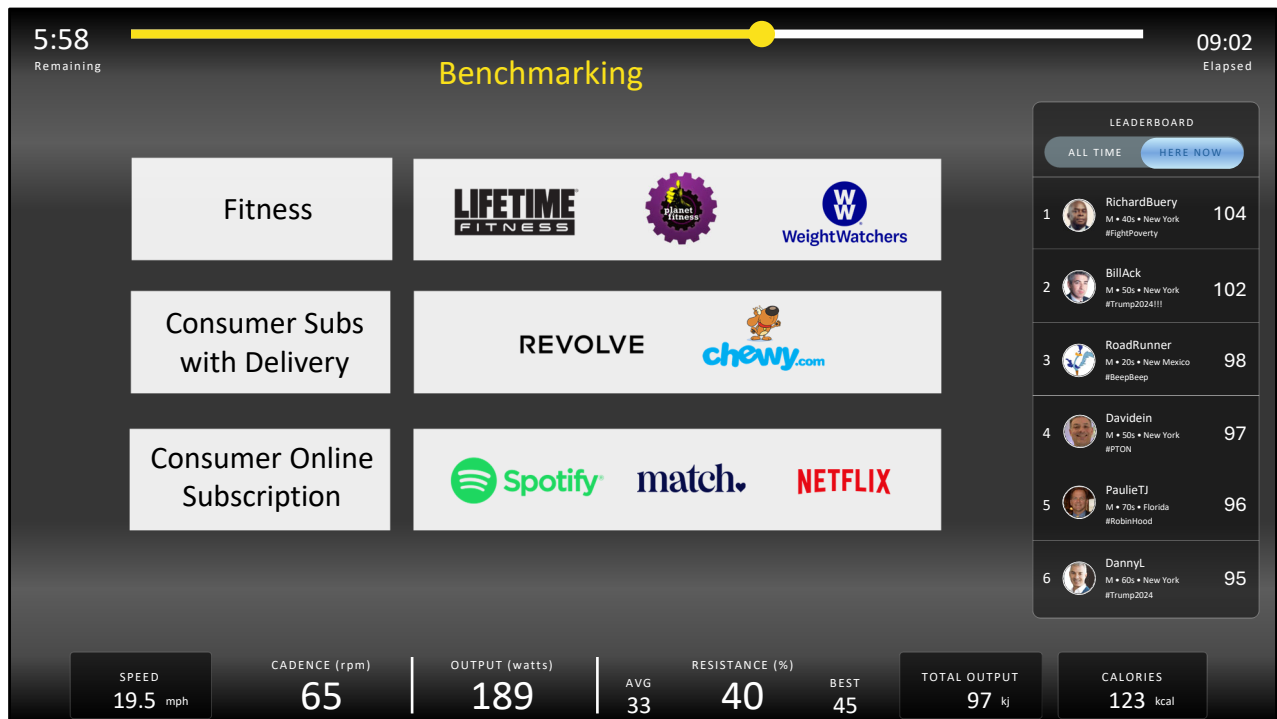 5:58
Remaining
09:02
Elapsed
Benchmarking
Fitness
LIFETIME
FITNESS
planet
fitness
WW
WeightWatchers
Consumer Subs
with Delivery
REVOLVE
chewy.com
Consumer Online
Subscription
Spotify
match
NETFLIX
LEADERBOARD
ALL TIME
HERE NOW
1
RichardBuery
M • 40s • New York
#FightPoverty
104
2
BillAck
M • 50s • New York
#Trump2024!!!
102
3
RoadRunner
M • 20s • New Mexico
#BeepBeep
98
4
Davidein
M • 50s • New York
#PTON
97
5
PaulieTJ
M • 70s • Florida
#RobinHood
96
6
DannyL
M • 60s • New York
#Trump2024
95
SPEED
19.5 mph
CADENCE (rpm)
65
OUTPUT (watts)
189
RESISTANCE (%)
AVG
33
40
BEST
45
TOTAL OUTPUT
97 kj
CALORIES
123 kcal